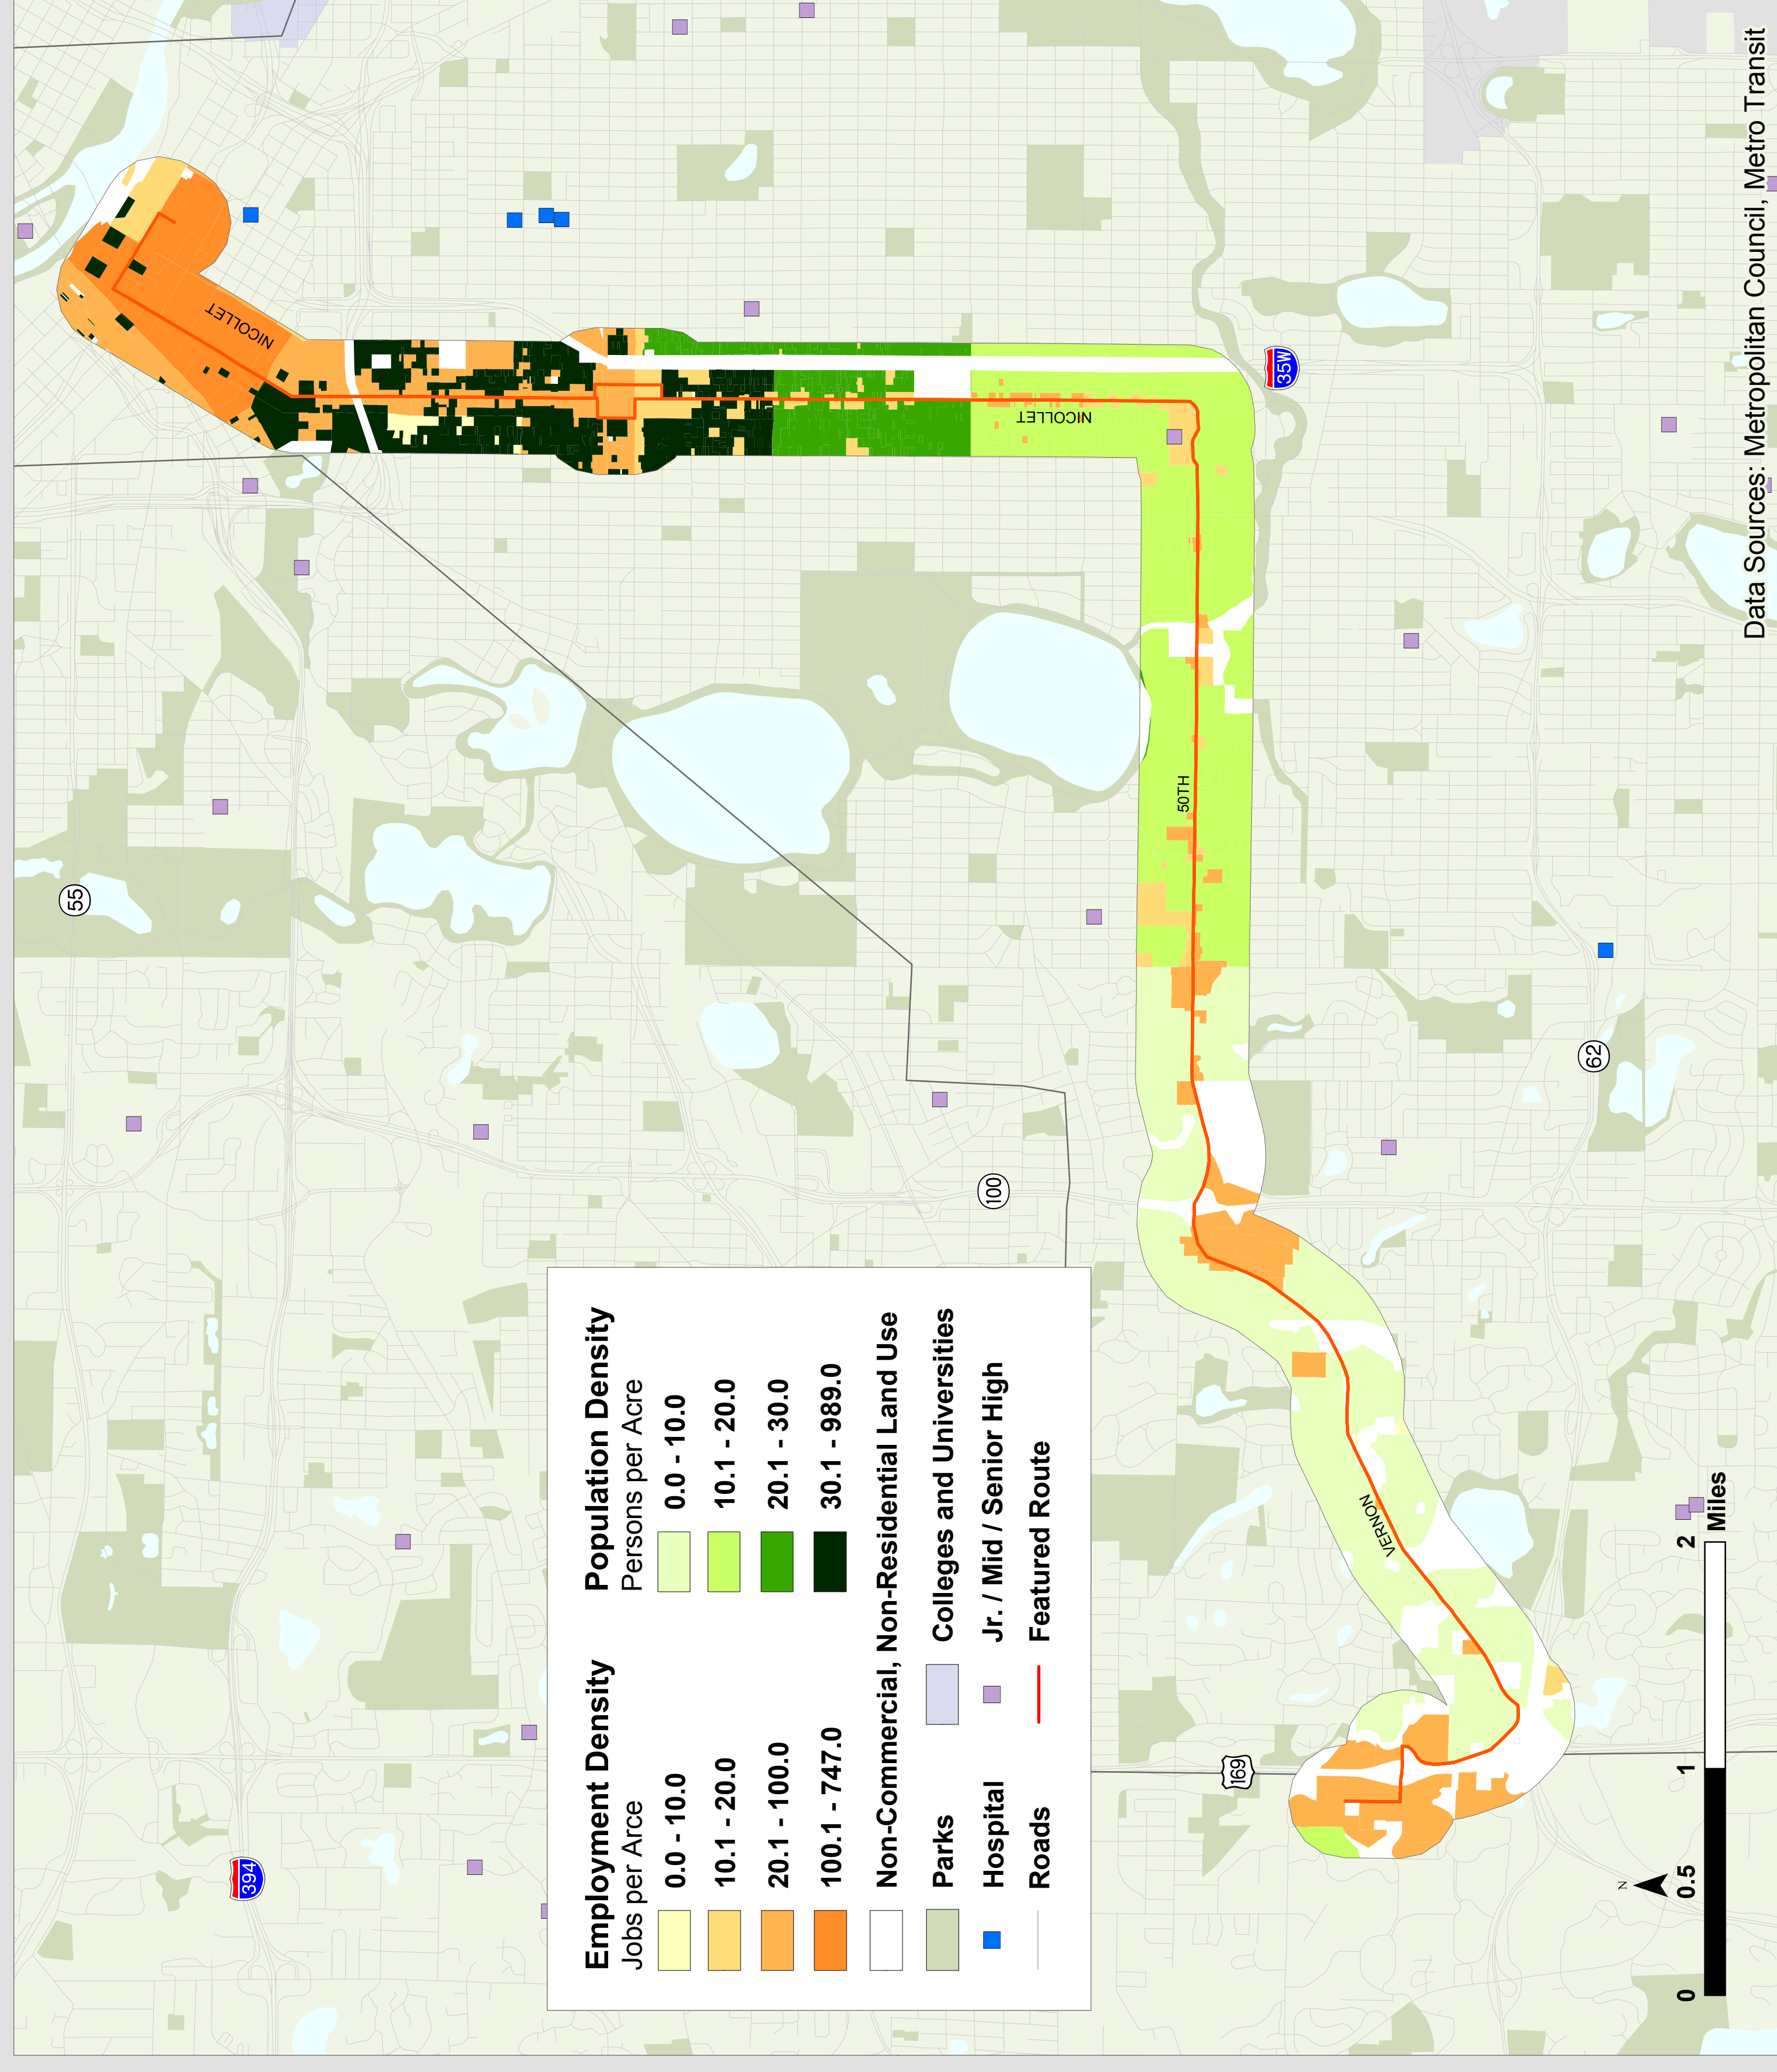 55
394
NICOLLET
NICOLLET
35W
50TH
100
62
169
VERNON
Employment Density
Jobs per Arce
0.0 - 10.0
10.1 - 20.0
20.1 - 100.0
100.1 - 747.0
Population Density
Persons per Acre
0.0 - 10.0
10.1 - 20.0
20.1 - 30.0
30.1 - 989.0
Non-Commercial, Non-Residential Land Use
Parks
Colleges and Universities
Hospital
Jr. / Mid / Senior High
Roads
Featured Route
N
0 0.5 1 2
Miles
Data Sources: Metropolitan Council, Metro Transit